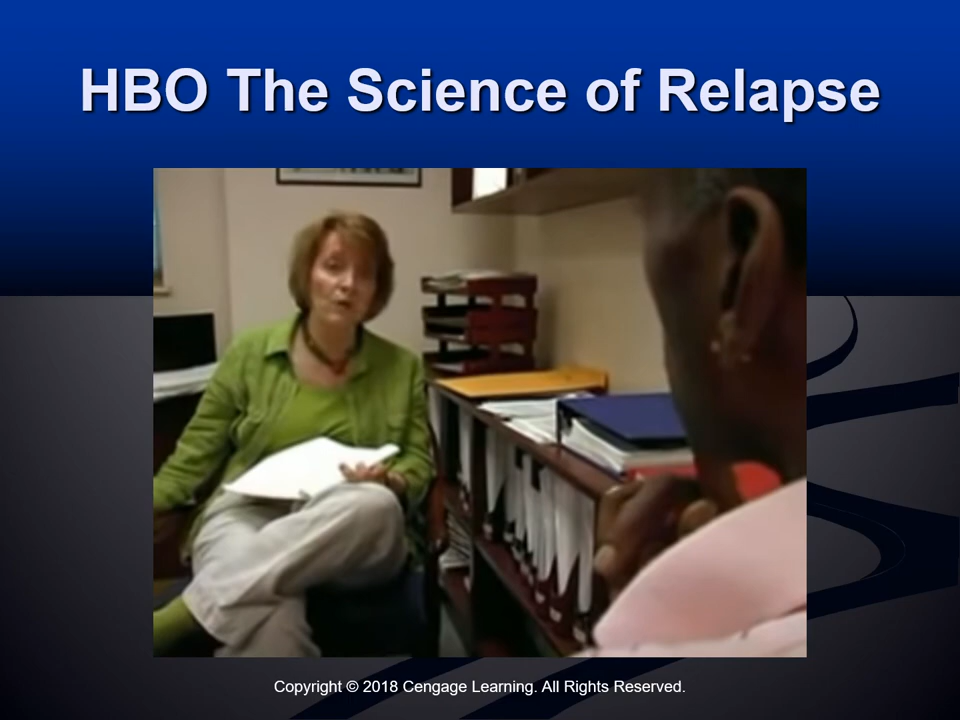 HBO The Science of Relapse
Copyright © 2018 Cengage Learning. All Rights Reserved.